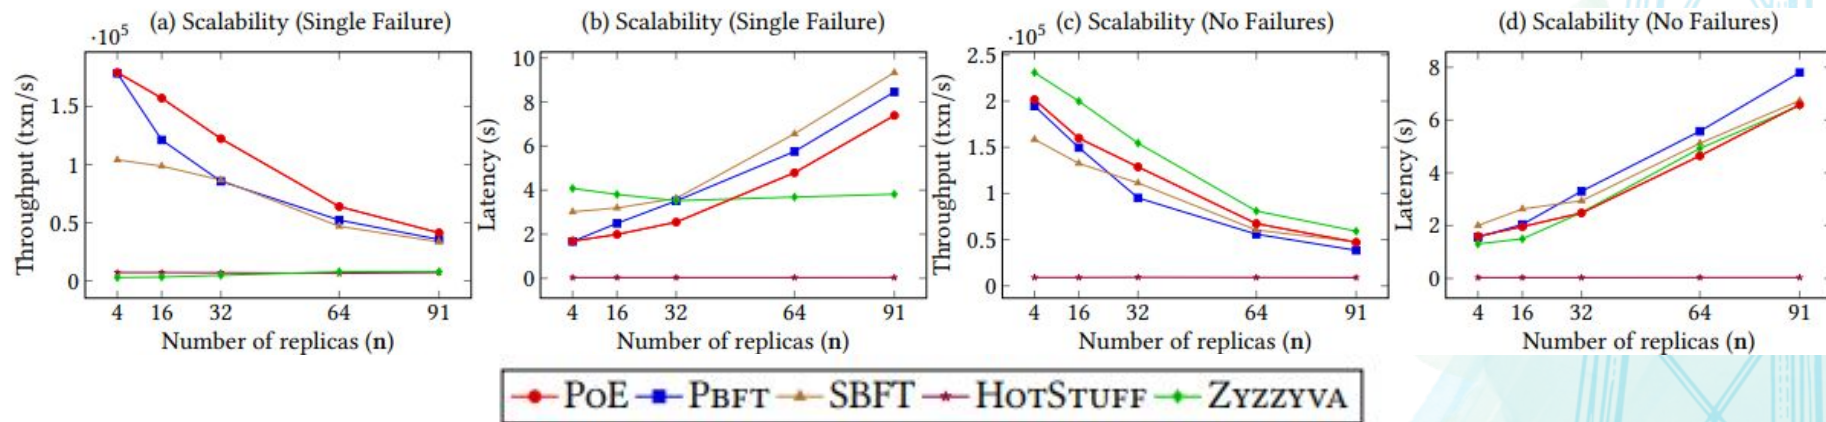 (a) Scalability (Single Failure)
·10⁵
Throughput (txn/s)
1.5
1
0.5
0
4 16 32 64 91
Number of replicas (n)
(b) Scalability (Single Failure)
Latency (s)
10
8
6
4
2
0
4 16 32 64 91
Number of replicas (n)
(c) Scalability (No Failures)
·10⁵
Throughput (txn/s)
2.5
2
1.5
1
0.5
0
4 16 32 64 91
Number of replicas (n)
(d) Scalability (No Failures)
Latency (s)
8
6
4
2
0
4 16 32 64 91
Number of replicas (n)
PoE PBFT SBFT HOTSTUFF ZYZZYVA